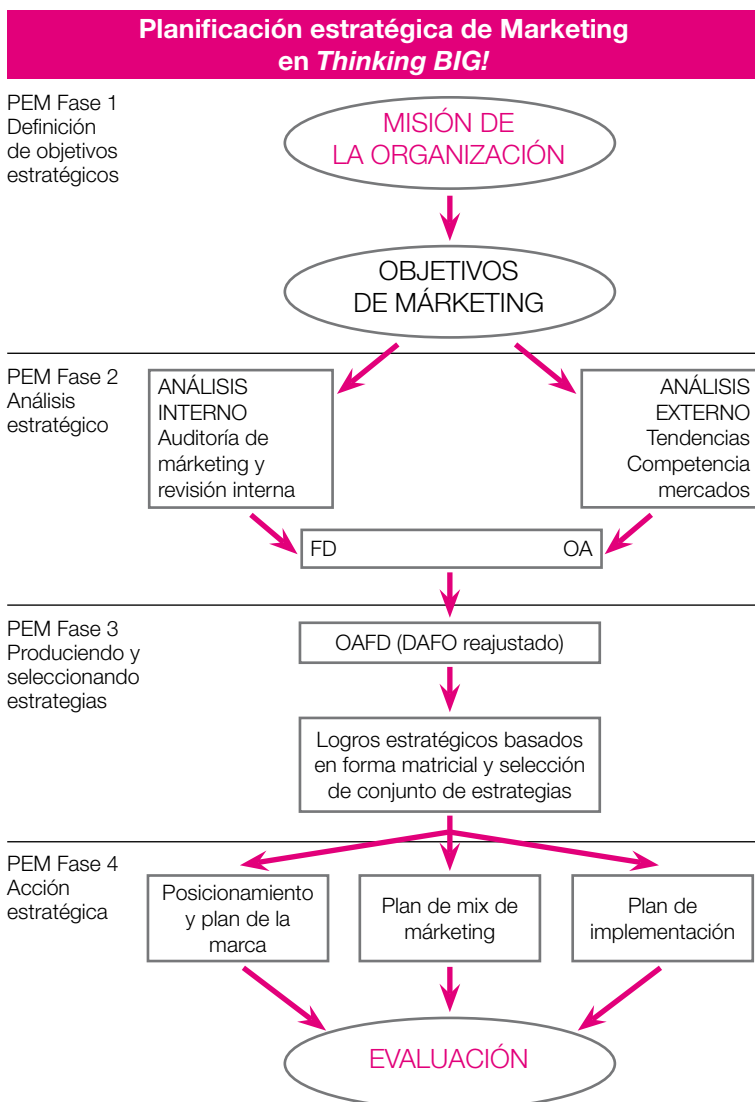 Planificación estratégica de Marketing
en Thinking BIG!
PEM Fase 1
Definición
de objetivos
estratégicos
MISIÓN DE
LA ORGANIZACIÓN
OBJETIVOS
DE MÁRKETING
PEM Fase 2
Análisis
estratégico
ANÁLISIS
INTERNO
Auditoría de
márketing y
revisión interna
ANÁLISIS
EXTERNO
Tendencias
Competencia
mercados
FD OA
PEM Fase 3
Produciendo y
seleccionando
estrategias
OAFD (DAFO reajustado)
Logros estratégicos basados
en forma matricial y selección
de conjunto de estrategias
PEM Fase 4
Acción
estratégica
Posicionamiento
y plan de la
marca
Plan de mix de
márketing
Plan de
implementación
EVALUACIÓN